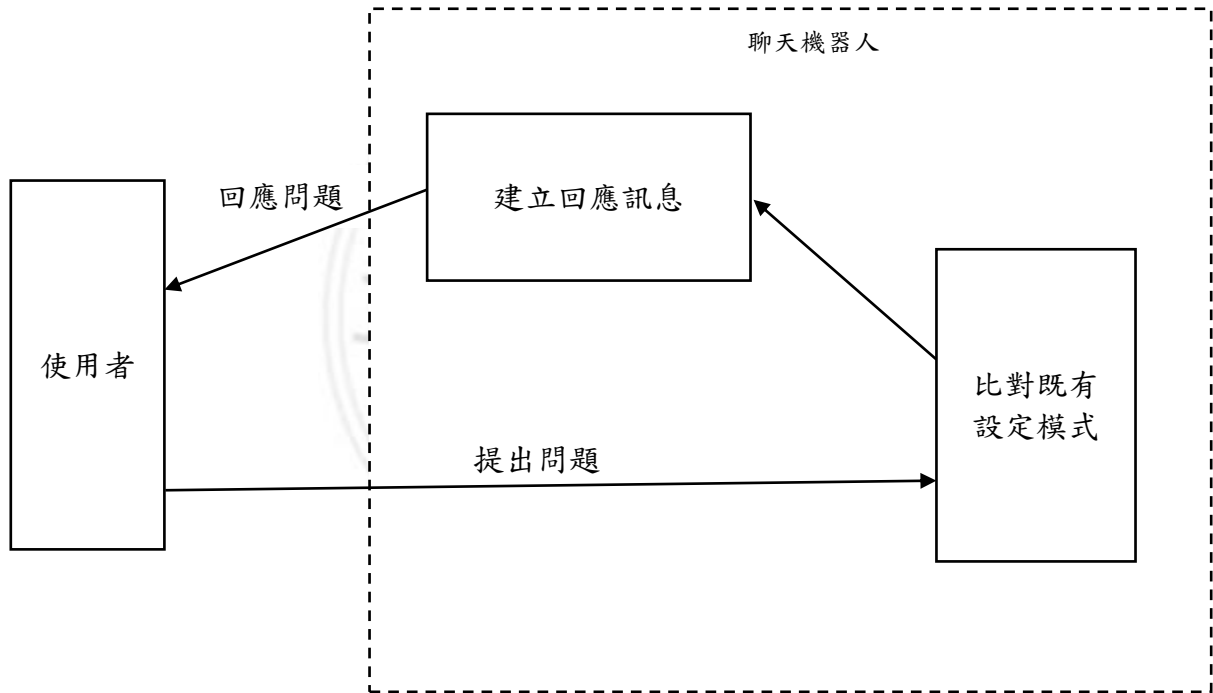 聊天機器人
回應問題
建立回應訊息
使用者
比對既有
設定模式
提出問題